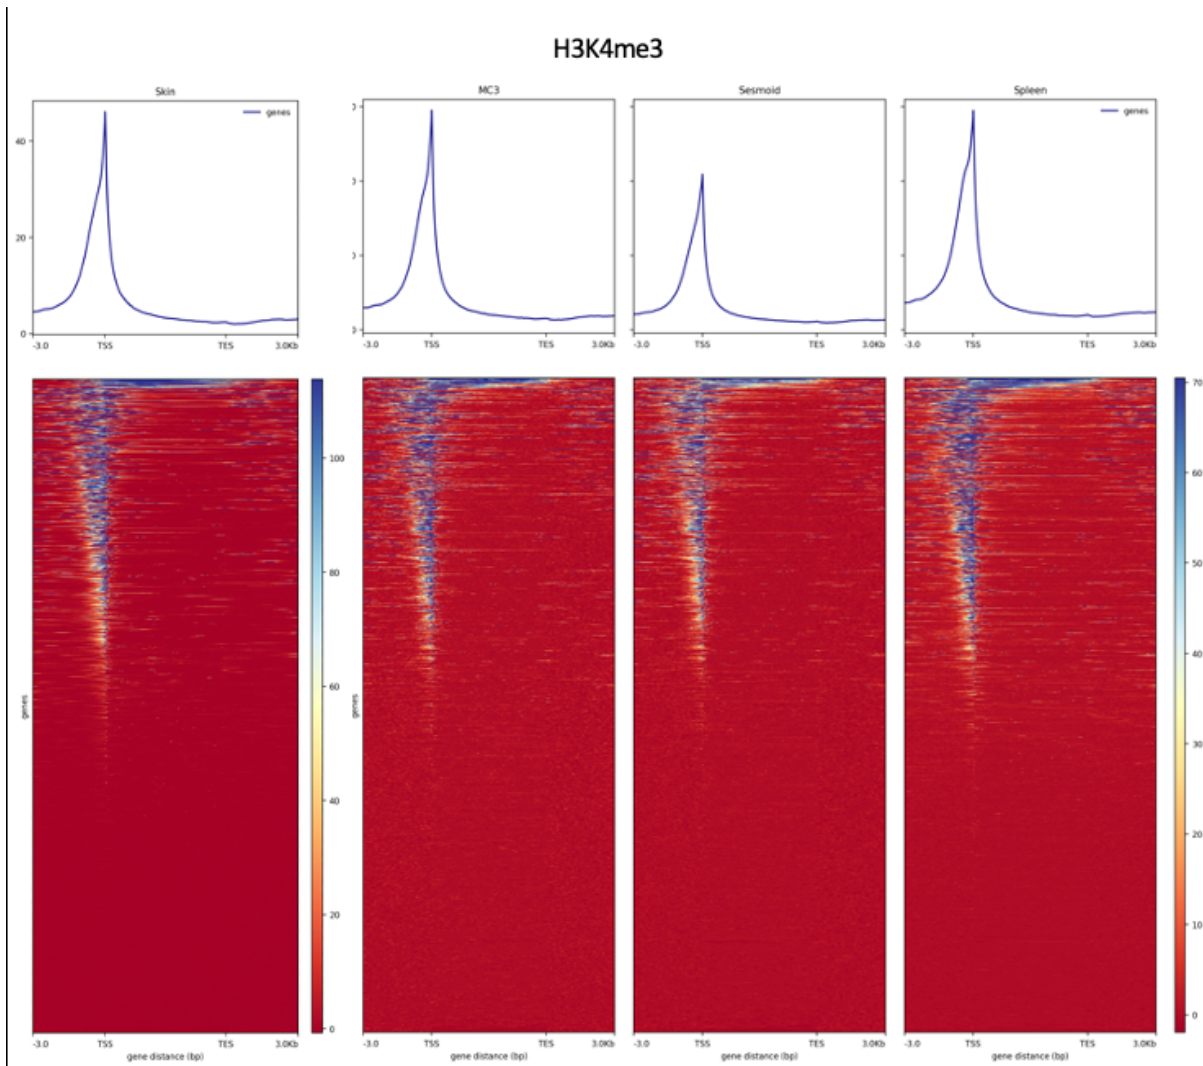 H3K4me3
Skin
MC3
Sesmoid
Spleen
genes
genes
40
20
0
-3.0 TSS TES 3.0Kb
-3.0 TSS TES 3.0Kb
-3.0 TSS TES 3.0Kb
-3.0 TSS TES 3.0Kb
genes
100
80
60
40
20
0
genes
70
60
50
40
30
20
10
0
-3.0 TSS TES 3.0Kb
gene distance (bp)
-3.0 TSS TES 3.0Kb
gene distance (bp)
-3.0 TSS TES 3.0Kb
gene distance (bp)
-3.0 TSS TES 3.0Kb
gene distance (bp)